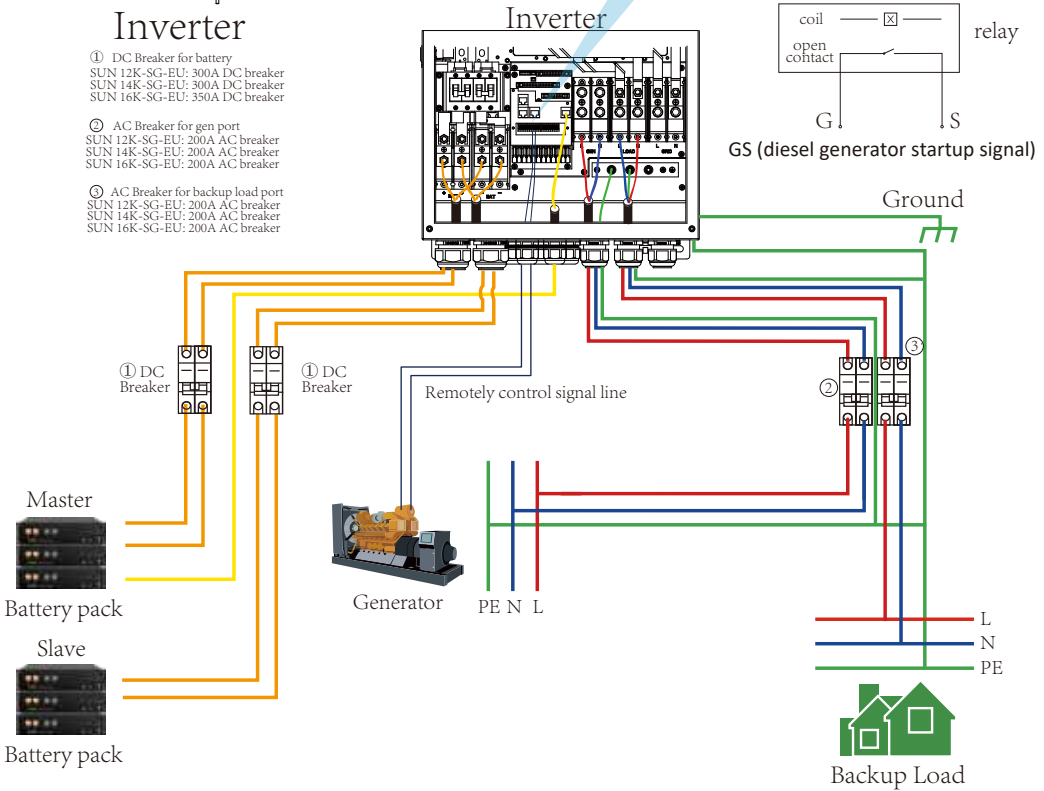 Inverter
① DC Breaker for battery
SUN 12K-SG-EU: 300A DC breaker
SUN 14K-SG-EU: 300A DC breaker
SUN 16K-SG-EU: 350A DC breaker
② AC Breaker for gen port
SUN 12K-SG-EU: 200A AC breaker
SUN 14K-SG-EU: 200A AC breaker
SUN 16K-SG-EU: 200A AC breaker
③ AC Breaker for backup load port
SUN 12K-SG-EU: 200A AC breaker
SUN 14K-SG-EU: 200A AC breaker
SUN 16K-SG-EU: 200A AC breaker
Inverter
coil
X
relay
open
contact
G
S
GS (diesel generator startup signal)
LOAD
L N
BAT
Ground
① DC
Breaker
① DC
Breaker
Remotely control signal line
②
③
Master
Battery pack
Generator
PE N L
Slave
Battery pack
L
N
PE
Backup Load